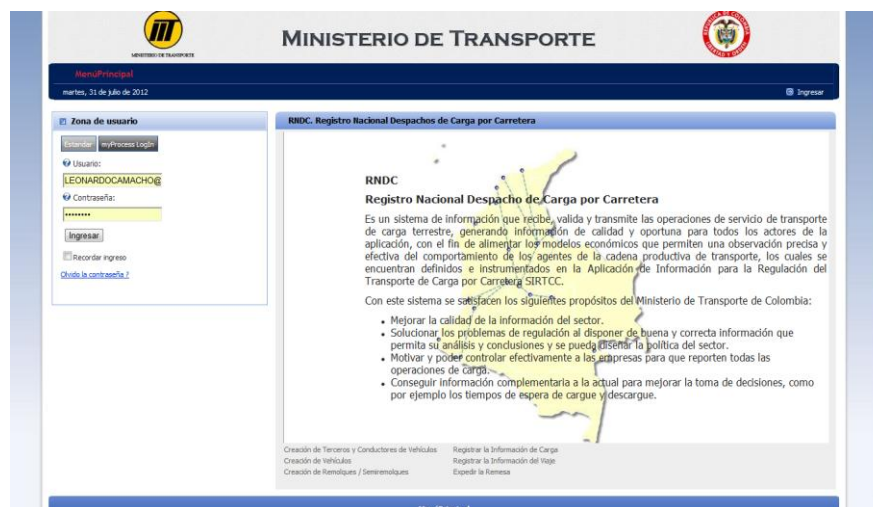 MINISTERIO DE TRANSPORTE
MINISTERIO DE TRANSPORTE
REPUBLICA DE COLOMBIA
LIBERTAD Y ORDEN
MenúPrincipal
martes, 31 de julio de 2012
Ingresar
Zona de usuario
Estandar
myProcess LogIn
Usuario:
LEONARDOCAMACHO@
Contraseña:
••••••••
Ingresar
Recordar ingreso
Olvido la contraseña ?
RNDC. Registro Nacional Despachos de Carga por Carretera
RNDC
Registro Nacional Despacho de Carga por Carretera
Es un sistema de información que recibe, valida y transmite las operaciones de servicio de transporte
de carga terrestre, generando información de calidad y oportuna para todos los actores de la
aplicación, con el fin de alimentar los modelos económicos que permiten una observación precisa y
efectiva del comportamiento de los agentes de la cadena productiva de transporte, los cuales se
encuentran definidos e instrumentados en la Aplicación de Información para la Regulación del
Transporte de Carga por Carretera SIRTCC.
Con este sistema se satisfacen los siguientes propósitos del Ministerio de Transporte de Colombia:
• Mejorar la calidad de la información del sector.
• Solucionar los problemas de regulación al disponer de buena y correcta información que
permita su análisis y conclusiones y se pueda diseñar la política del sector.
• Motivar y poder controlar efectivamente a las empresas para que reporten todas las
operaciones de carga.
• Conseguir información complementaria a la actual para mejorar la toma de decisiones, como
por ejemplo los tiempos de espera de cargue y descargue.
Creación de Terceros y Conductores de Vehículos
Registrar la Información de Carga
Creación de Vehículos
Registrar la Información del Viaje
Creación de Remolques / Semiremolques
Expedir la Remesa